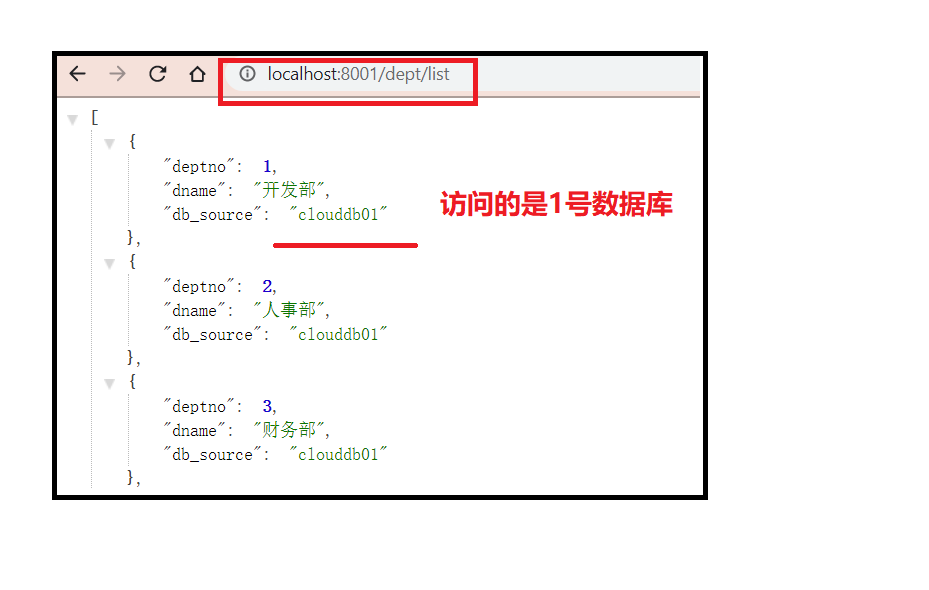 localhost:8001/dept/list
[
{
"deptno": 1,
"dname": "开发部",
"db_source": "clouddb01"
访问的是1号数据库
},
{
"deptno": 2,
"dname": "人事部",
"db_source": "clouddb01"
},
{
"deptno": 3,
"dname": "财务部",
"db_source": "clouddb01"
},